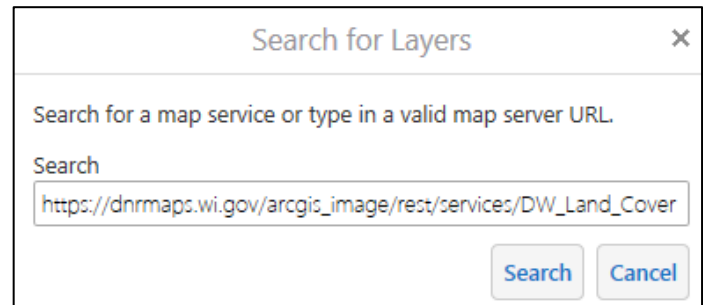 Search for Layers ×
Search for a map service or type in a valid map server URL.
Search
https://dnrmaps.wi.gov/arcgis_image/rest/services/DW_Land_Cover
Search Cancel